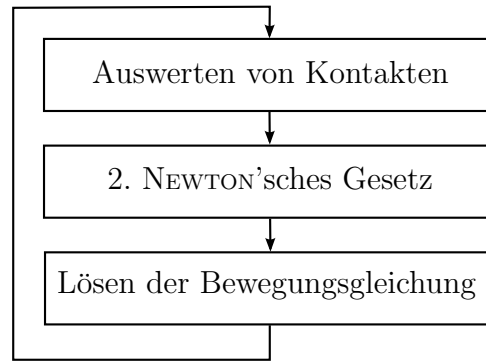 Auswerten von Kontakten
2. Newton'sches Gesetz
Lösen der Bewegungsgleichung